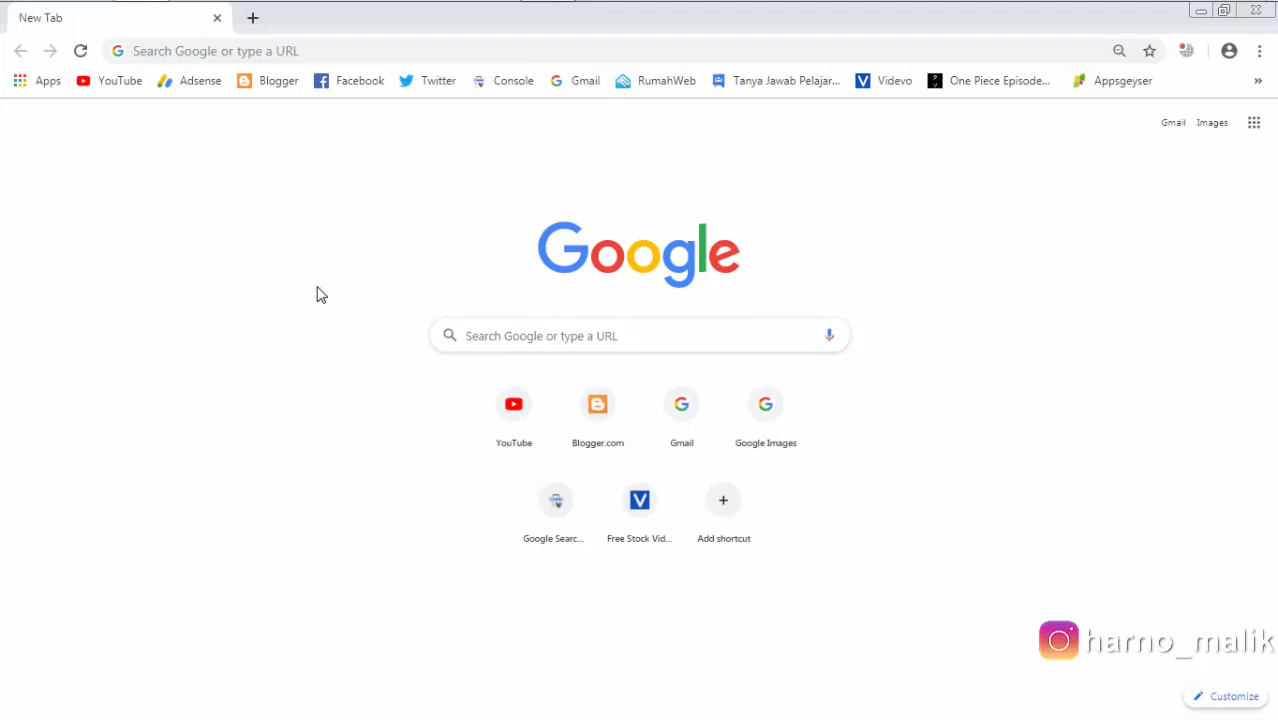 New Tab
Search Google or type a URL
Apps YouTube Adsense Blogger Facebook Twitter Console Gmail RumahWeb Tanya Jawab Pelajar... Videvo One Piece Episode... Appsgeyser »
Gmail Images
Google
Search Google or type a URL
YouTube Blogger.com Gmail Google Images
Google Searc... Free Stock Vid... Add shortcut
harno_malik
Customize